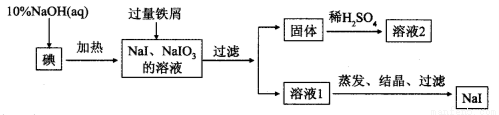 10%NaOH(aq)
过量铁屑
碘
加热
NaI、NaIO₃
的溶液
过滤
固体
稀H₂SO₄
溶液2
溶液1
蒸发、结晶、过滤
NaI